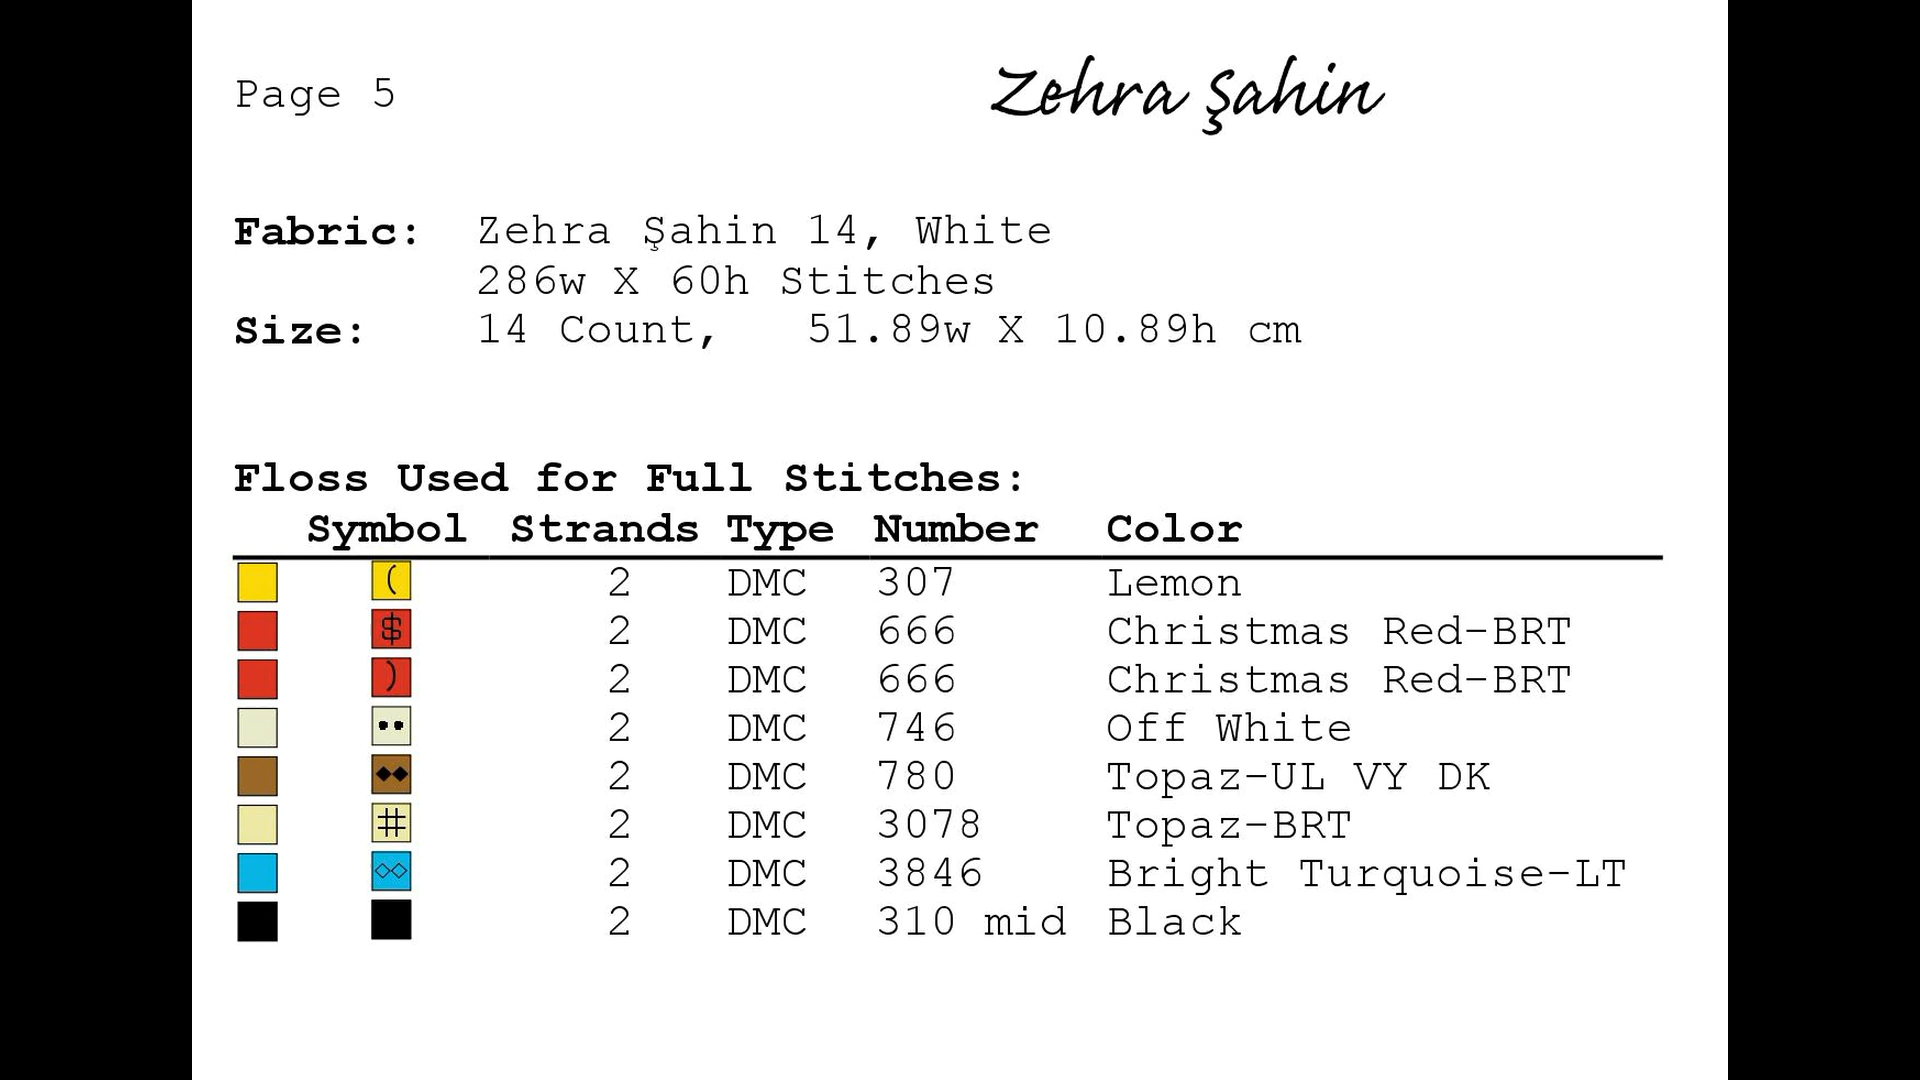 Page 5
Zehra Şahin
Fabric: Zehra Şahin 14, White
286w X 60h Stitches
Size: 14 Count, 51.89w X 10.89h cm
Floss Used for Full Stitches:
Symbol Strands Type Number Color
( 2 DMC 307 Lemon
$ 2 DMC 666 Christmas Red-BRT
) 2 DMC 666 Christmas Red-BRT
•• 2 DMC 746 Off White
◆◆ 2 DMC 780 Topaz-UL VY DK
# 2 DMC 3078 Topaz-BRT
◇◇ 2 DMC 3846 Bright Turquoise-LT
2 DMC 310 mid Black